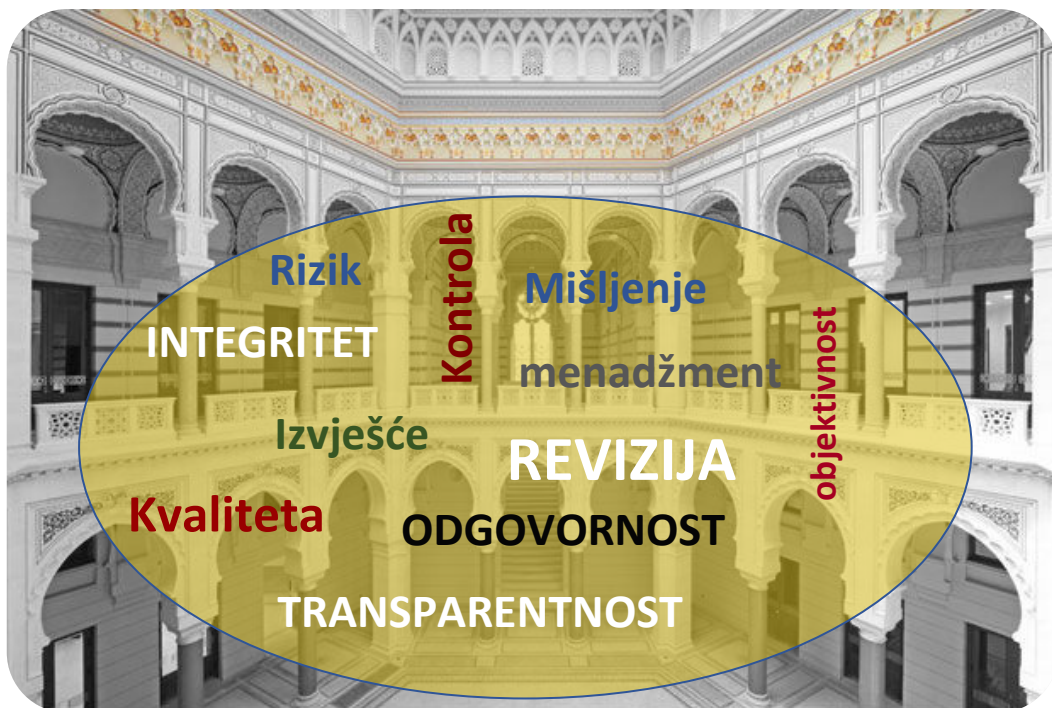 Rizik
Kontrola
Mišljenje
INTEGRITET
menadžment
objektivnost
Izvješće
REVIZIJA
Kvaliteta
ODGOVORNOST
TRANSPARENTNOST